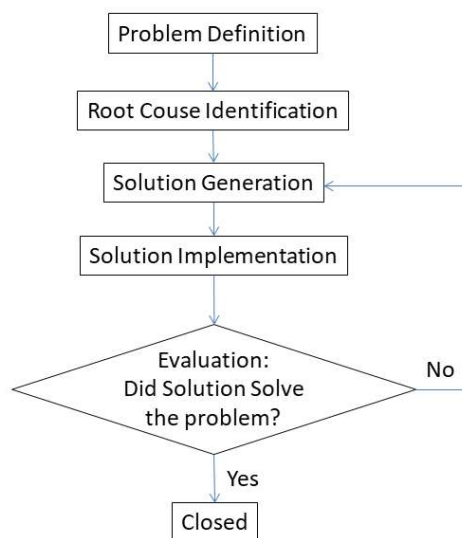 Problem Definition
Root Couse Identification
Solution Generation
Solution Implementation
Evaluation:
Did Solution Solve
the problem?
No
Yes
Closed